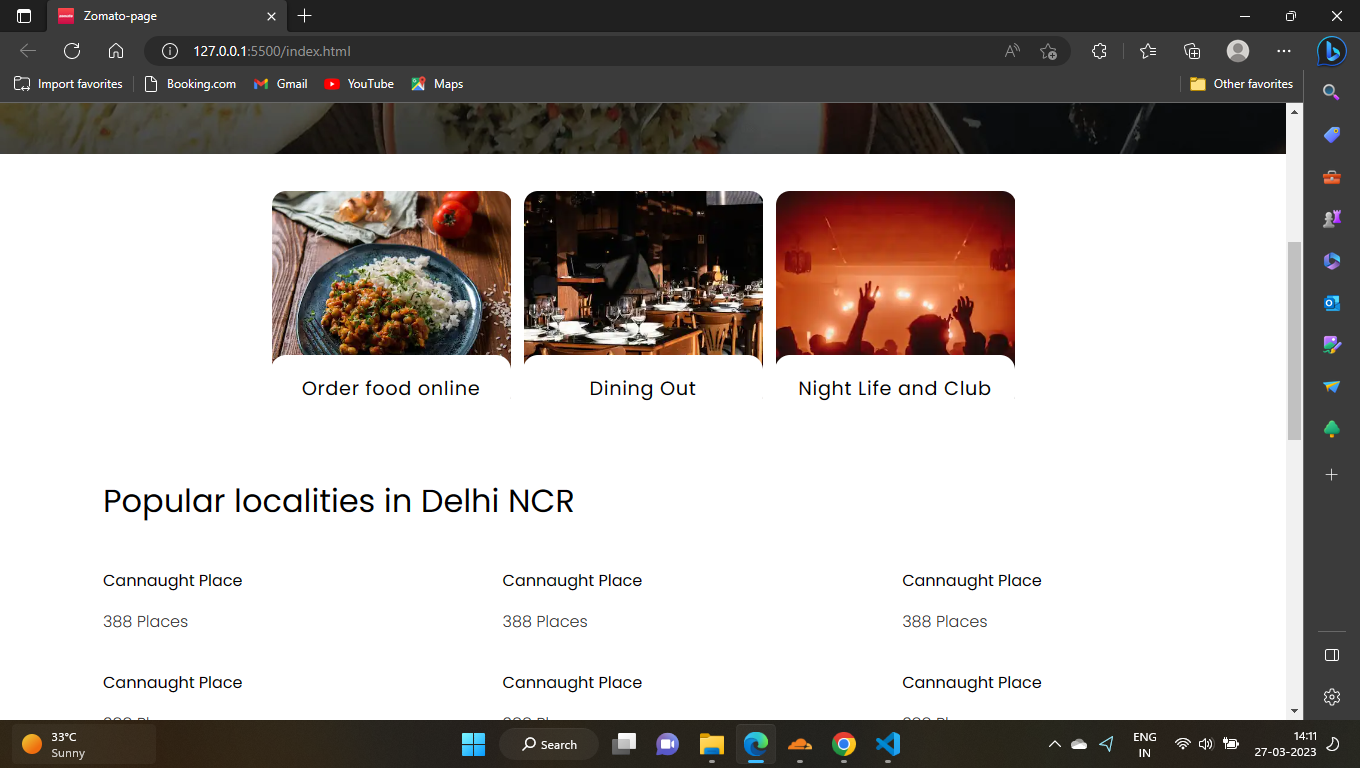 Zomato-page
127.0.0.1:5500/index.html
Import favorites
Booking.com
Gmail
YouTube
Maps
Other favorites
Order food online
Dining Out
Night Life and Club
Popular localities in Delhi NCR
Cannaught Place
Cannaught Place
Cannaught Place
388 Places
388 Places
388 Places
Cannaught Place
Cannaught Place
Cannaught Place
33°C
Sunny
Search
ENG
IN
14:11
27-03-2023